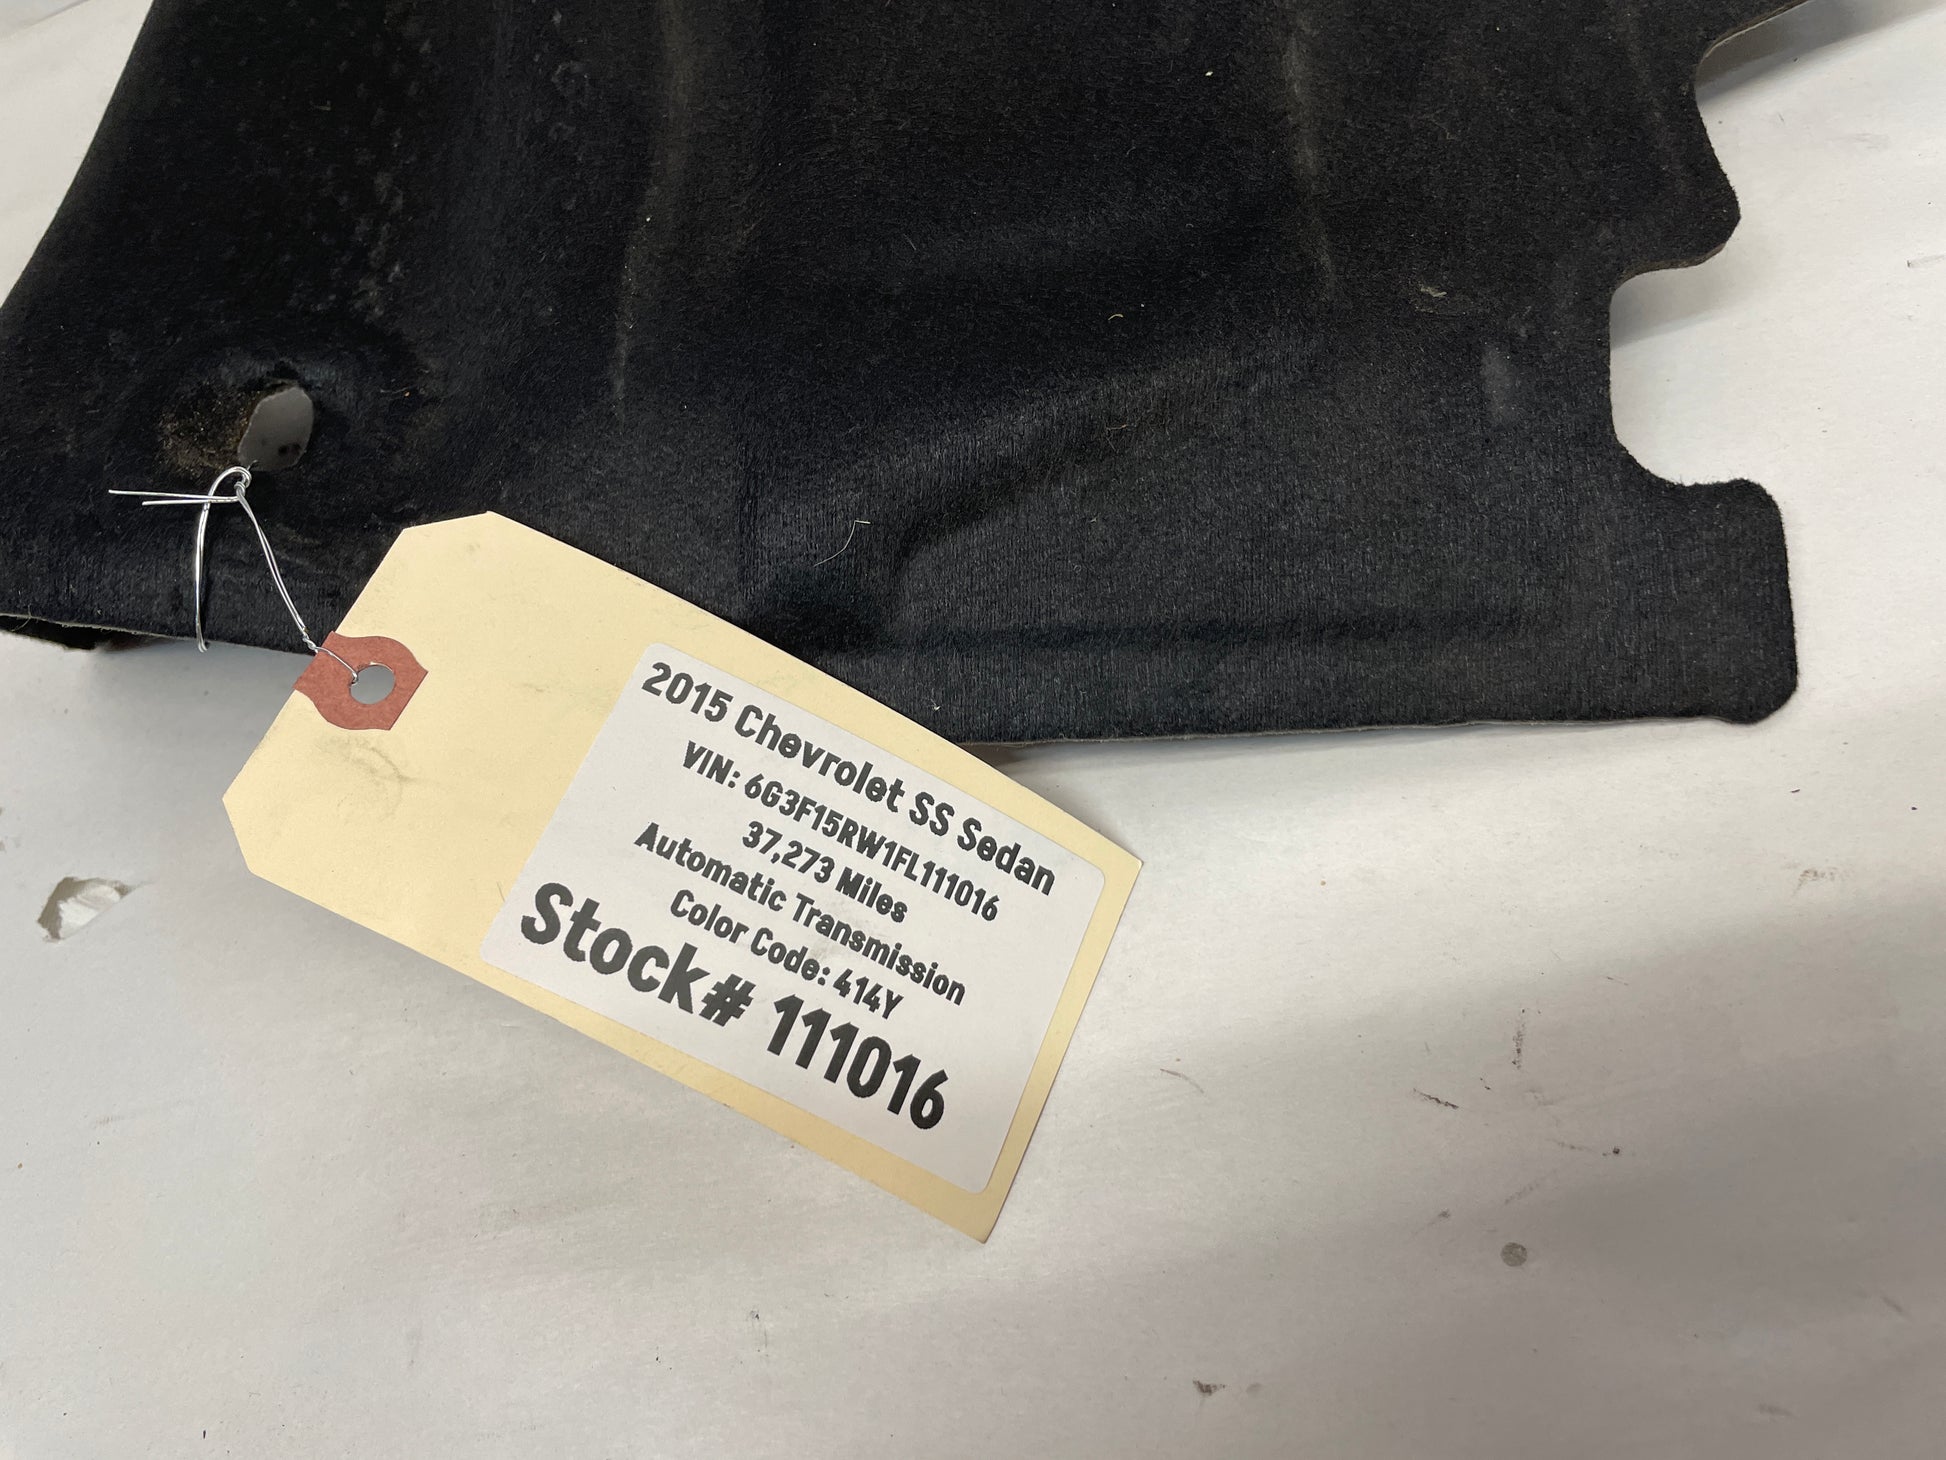 2015 Chevrolet SS Sedan
VIN: 6G3F15RW1FL111016
37,273 Miles
Automatic Transmission
Color Code: 414Y
Stock# 111016